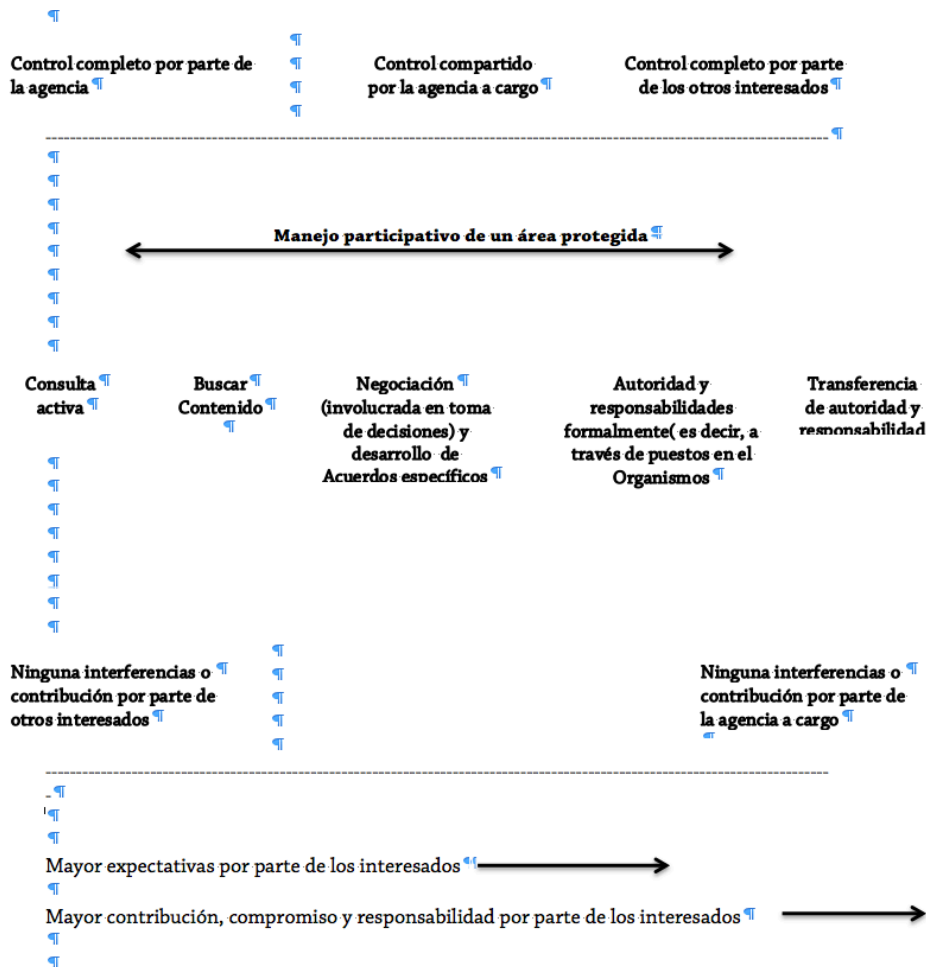 Control completo por parte de
la agencia
Control compartido
por la agencia a cargo
Control completo por parte
de los otros interesados
Manejo participativo de un área protegida
Consulta
activa
Buscar
Contenido
Negociación
(involucrada en toma
de decisiones) y
desarrollo de
Acuerdos específicos
Autoridad y
responsabilidades
formalmente( es decir, a
través de puestos en el
Organismos
Transferencia
de autoridad y
responsabilidad
Ninguna interferencias o
contribución por parte de
otros interesados
Ninguna interferencias o
contribución por parte de
la agencia a cargo
Mayor expectativas por parte de los interesados
Mayor contribución, compromiso y responsabilidad por parte de los interesados